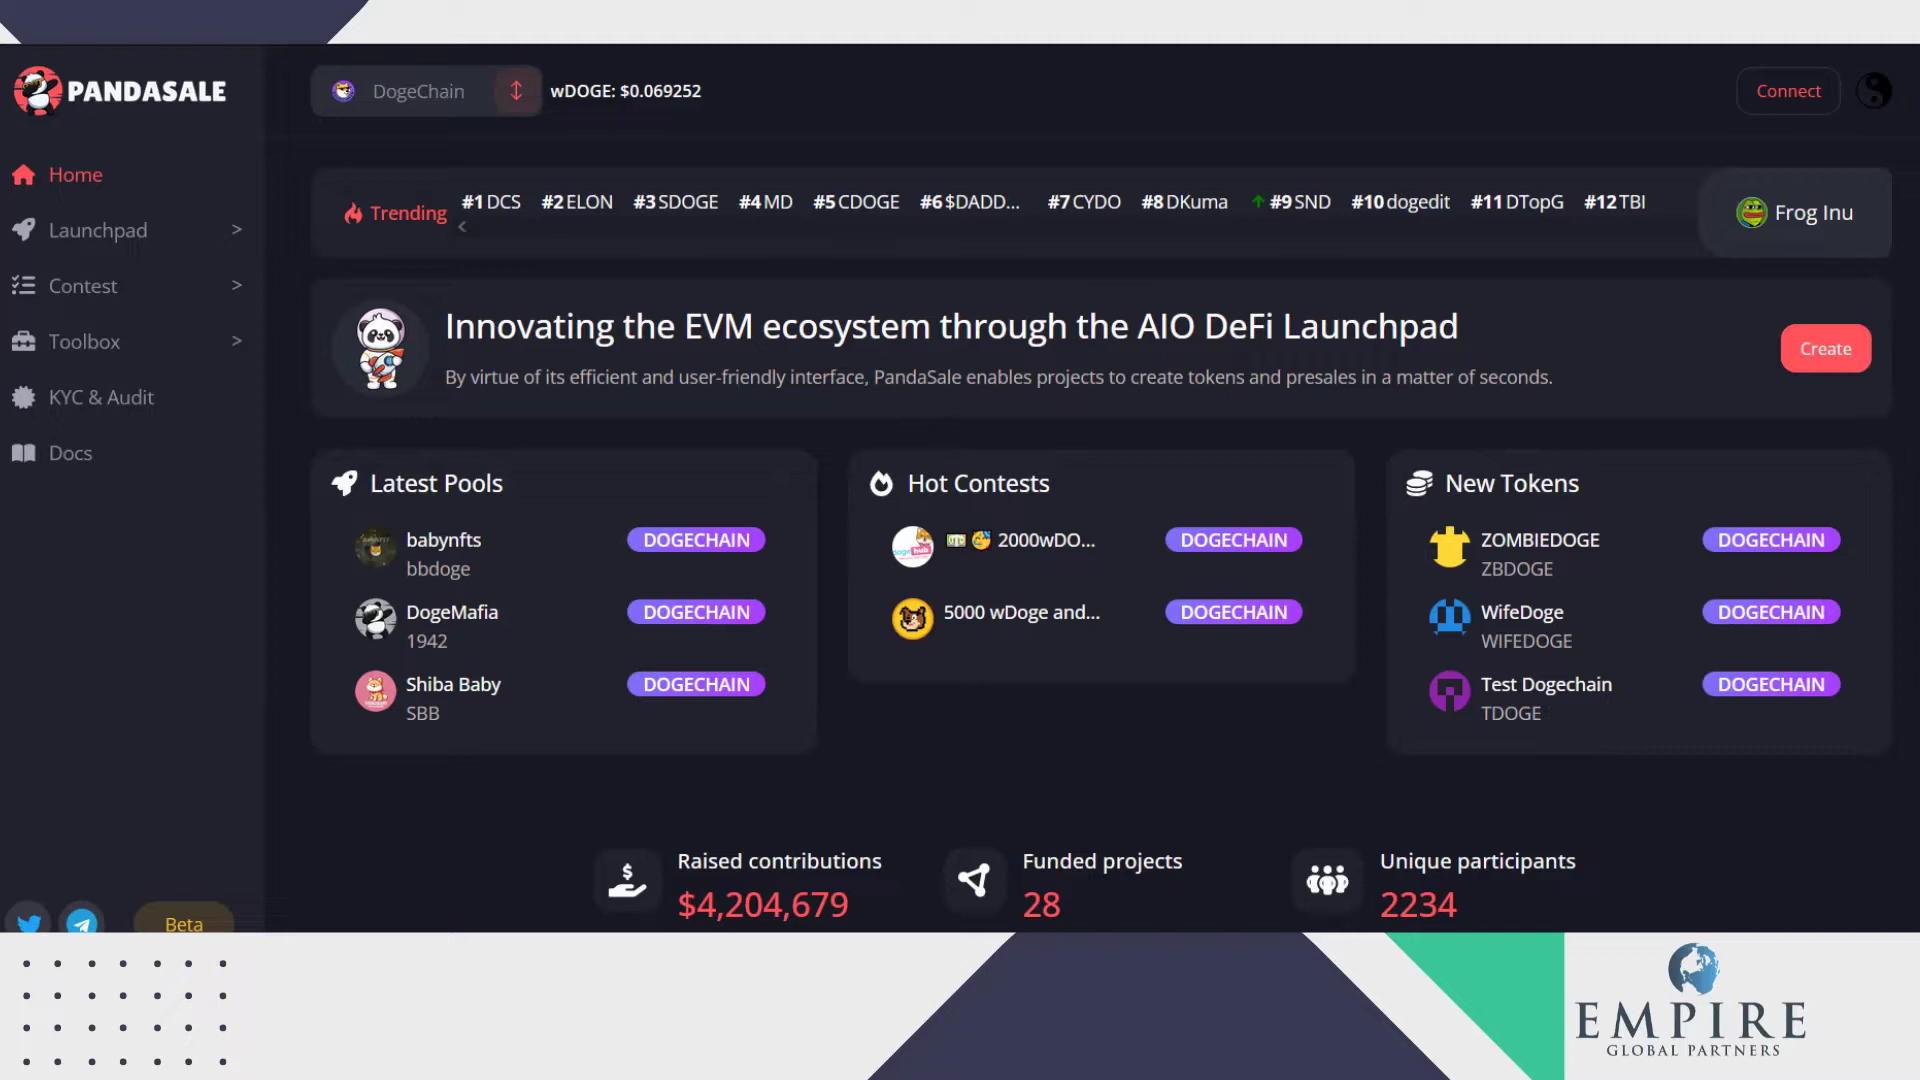 PANDASALE
DogeChain
wDOGE: $0.069252
Connect
Home
Launchpad >
Contest >
Toolbox >
KYC & Audit
Docs
Trending
#1 DCS #2 ELON #3 SDOGE #4 MD #5 CDOGE #6 $DADD... #7 CYDO #8 DKuma #9 SND #10 dogedit #11 DTopG #12 TBI
Frog Inu
Innovating the EVM ecosystem through the AIO DeFi Launchpad
By virtue of its efficient and user-friendly interface, PandaSale enables projects to create tokens and presales in a matter of seconds.
Create
Latest Pools
babynfts DOGECHAIN
bbdoge
DogeMafia DOGECHAIN
1942
Shiba Baby DOGECHAIN
SBB
Hot Contests
2000wDO... DOGECHAIN
5000 wDoge and... DOGECHAIN
New Tokens
ZOMBIEDOGE DOGECHAIN
ZBDOGE
WifeDoge DOGECHAIN
WIFEDOGE
Test Dogechain DOGECHAIN
TDOGE
Raised contributions
$4,204,679
Funded projects
28
Unique participants
2234
Beta
EMPIRE
GLOBAL PARTNERS